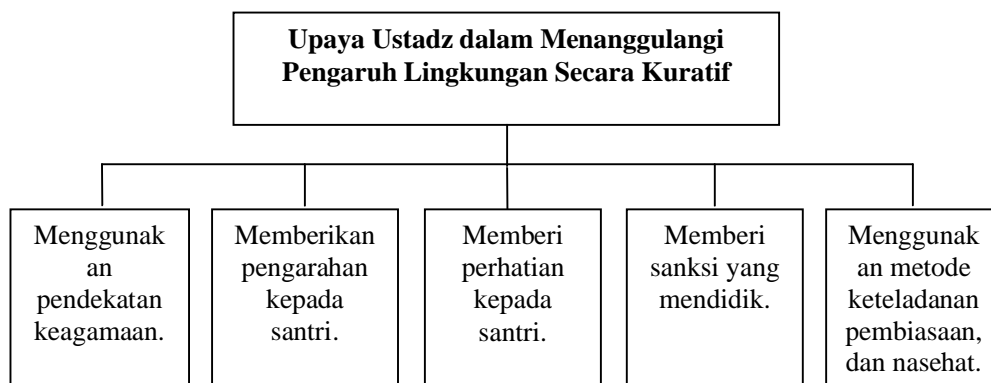 Upaya Ustadz dalam Menanggulangi
Pengaruh Lingkungan Secara Kuratif
Menggunak
an
pendekatan
keagamaan.
Memberikan
pengarahan
kepada
santri.
Memberi
perhatian
kepada
santri.
Memberi
sanksi yang
mendidik.
Menggunak
an metode
keteladanan
pembiasaan,
dan nasehat.